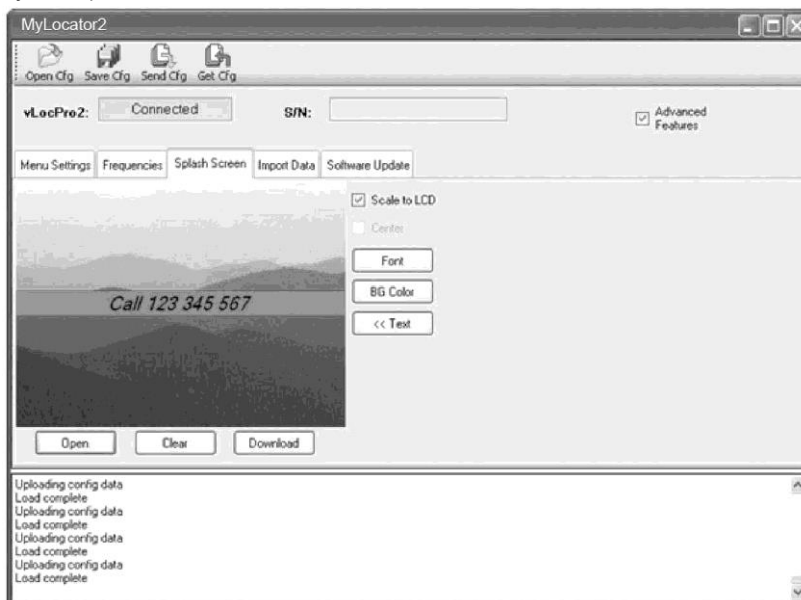 MyLocator2
Open Cfg Save Cfg Send Cfg Get Cfg
vLocPro2: Connected S/N:
Advanced
Features
Menu Settings Frequencies Splash Screen Import Data Software Update
Scale to LCD
Center
Font
BG Color
<< Text
Call 123 345 567
Open Clear Download
Uploading config data
Load complete
Uploading config data
Load complete
Uploading config data
Load complete
Uploading config data
Load complete